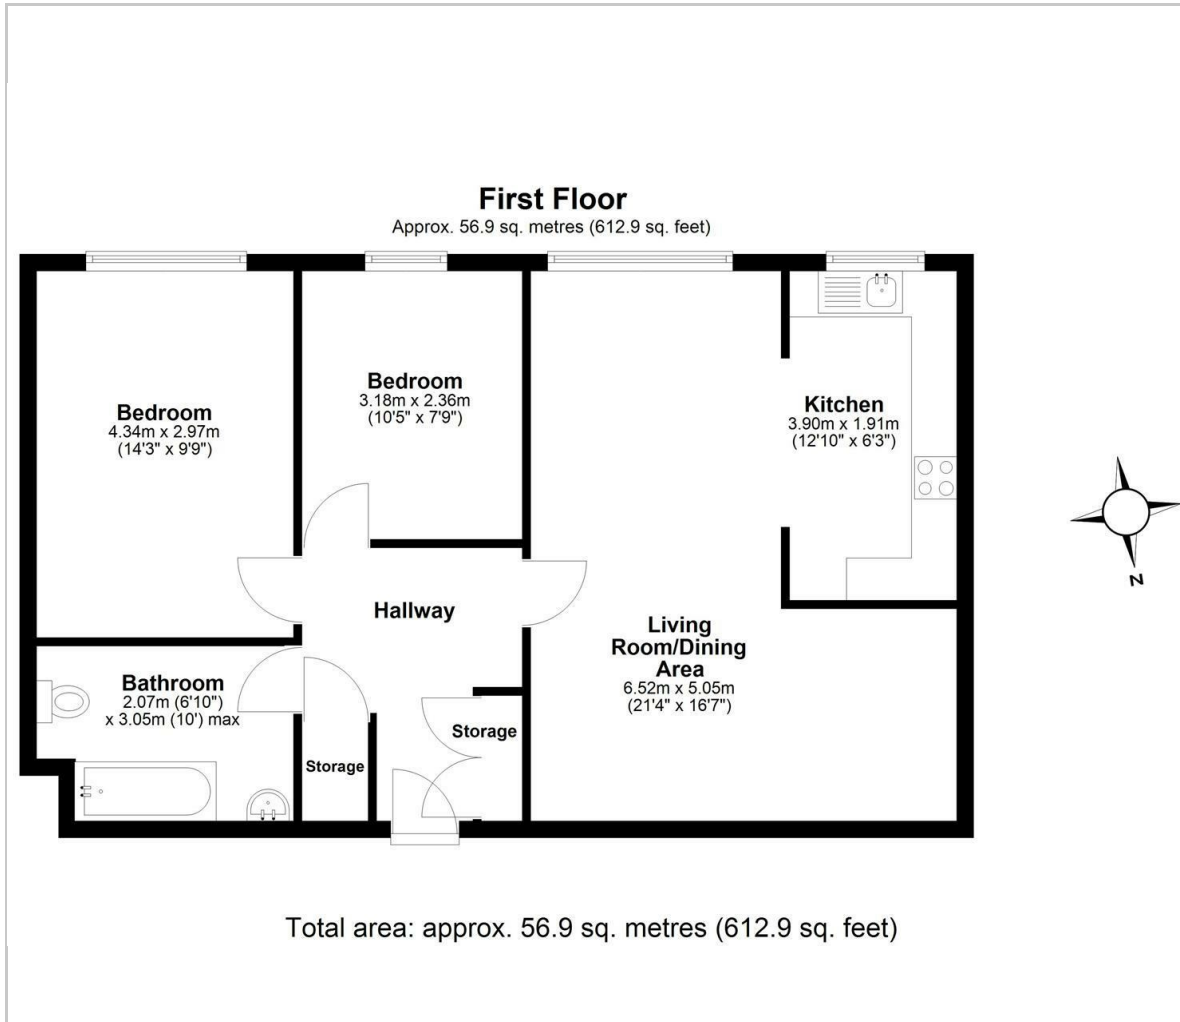 First Floor
Approx. 56.9 sq. metres (612.9 sq. feet)
Bedroom
4.34m x 2.97m
(14'3" x 9'9")
Bedroom
3.18m x 2.36m
(10'5" x 7'9")
Kitchen
3.90m x 1.91m
(12'10" x 6'3")
Hallway
Living
Room/Dining
Area
6.52m x 5.05m
(21'4" x 16'7")
Bathroom
2.07m (6'10")
x 3.05m (10') max
Storage
Storage
N
Total area: approx. 56.9 sq. metres (612.9 sq. feet)